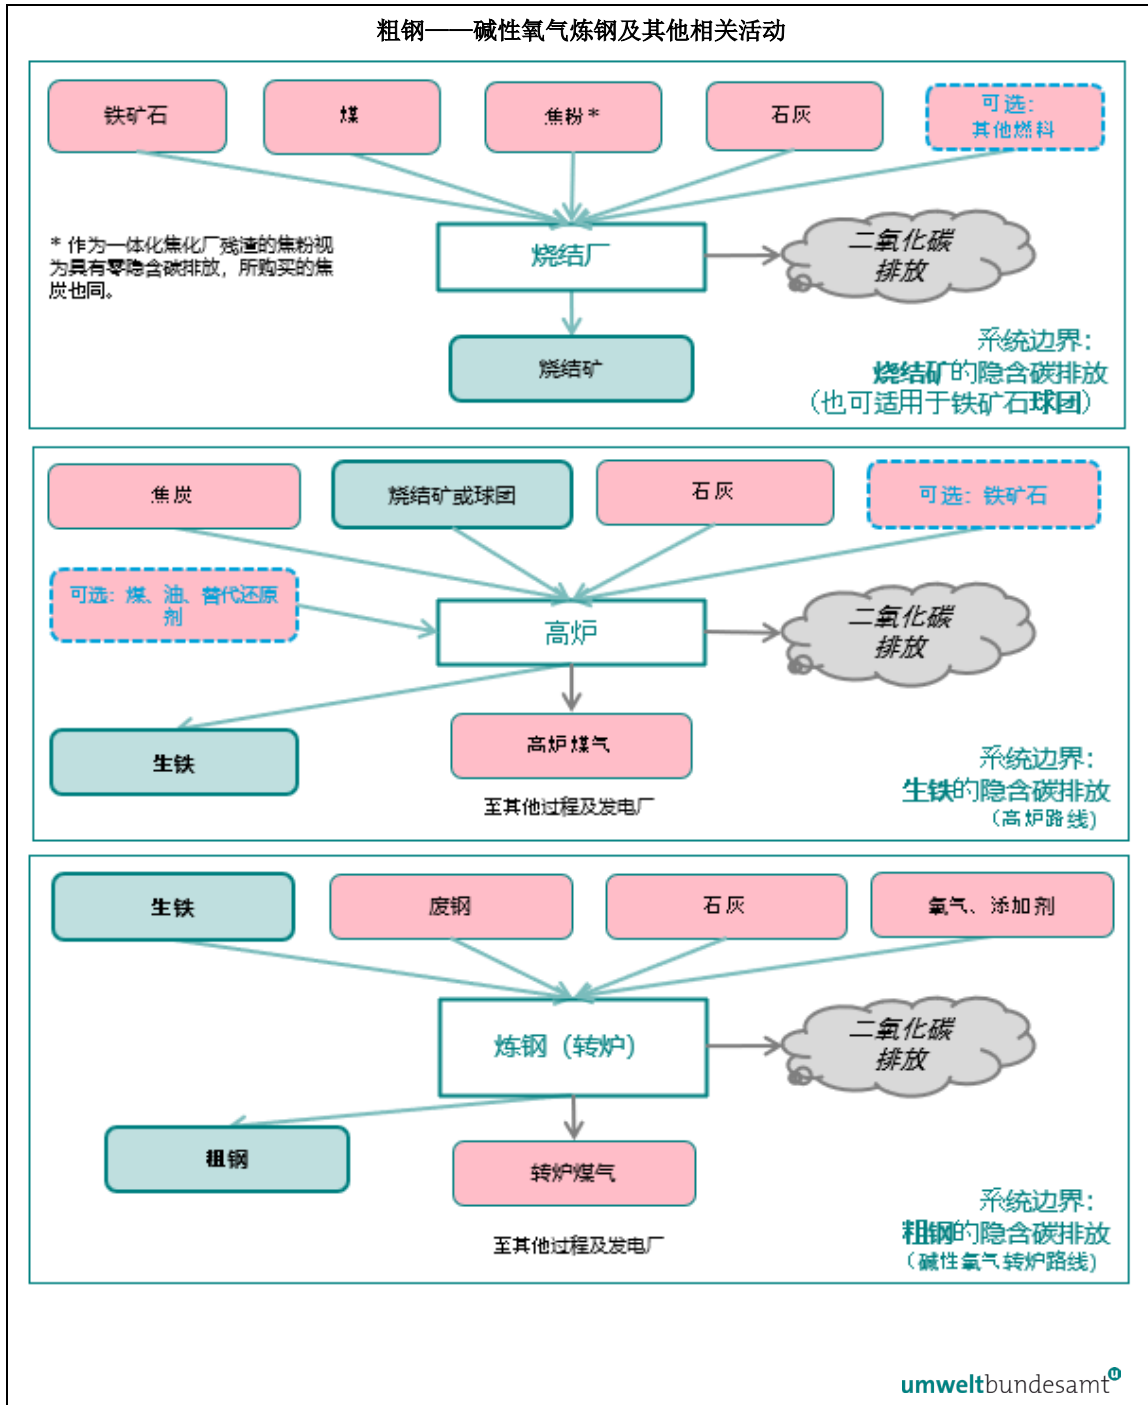 粗钢——碱性氧气炼钢及其他相关活动
铁矿石
煤
焦粉*
石灰
可选：
其他燃料
* 作为一体化焦化厂残渣的焦粉视
为具有零隐含碳排放，所购买的焦
炭也同。
烧结厂
二氧化碳
排放
烧结矿
系统边界：
烧结矿的隐含碳排放
（也可适用于铁矿石球团）
焦炭
烧结矿或球团
石灰
可选：铁矿石
可选：煤、油、替代还原
剂
高炉
二氧化碳
排放
生铁
高炉煤气
至其他过程及发电厂
系统边界：
生铁的隐含碳排放
（高炉路线）
生铁
废钢
石灰
氧气、添加剂
炼钢（转炉）
二氧化碳
排放
粗钢
转炉煤气
至其他过程及发电厂
系统边界：
粗钢的隐含碳排放
（碱性氧气转炉路线）
umweltbundesamt u